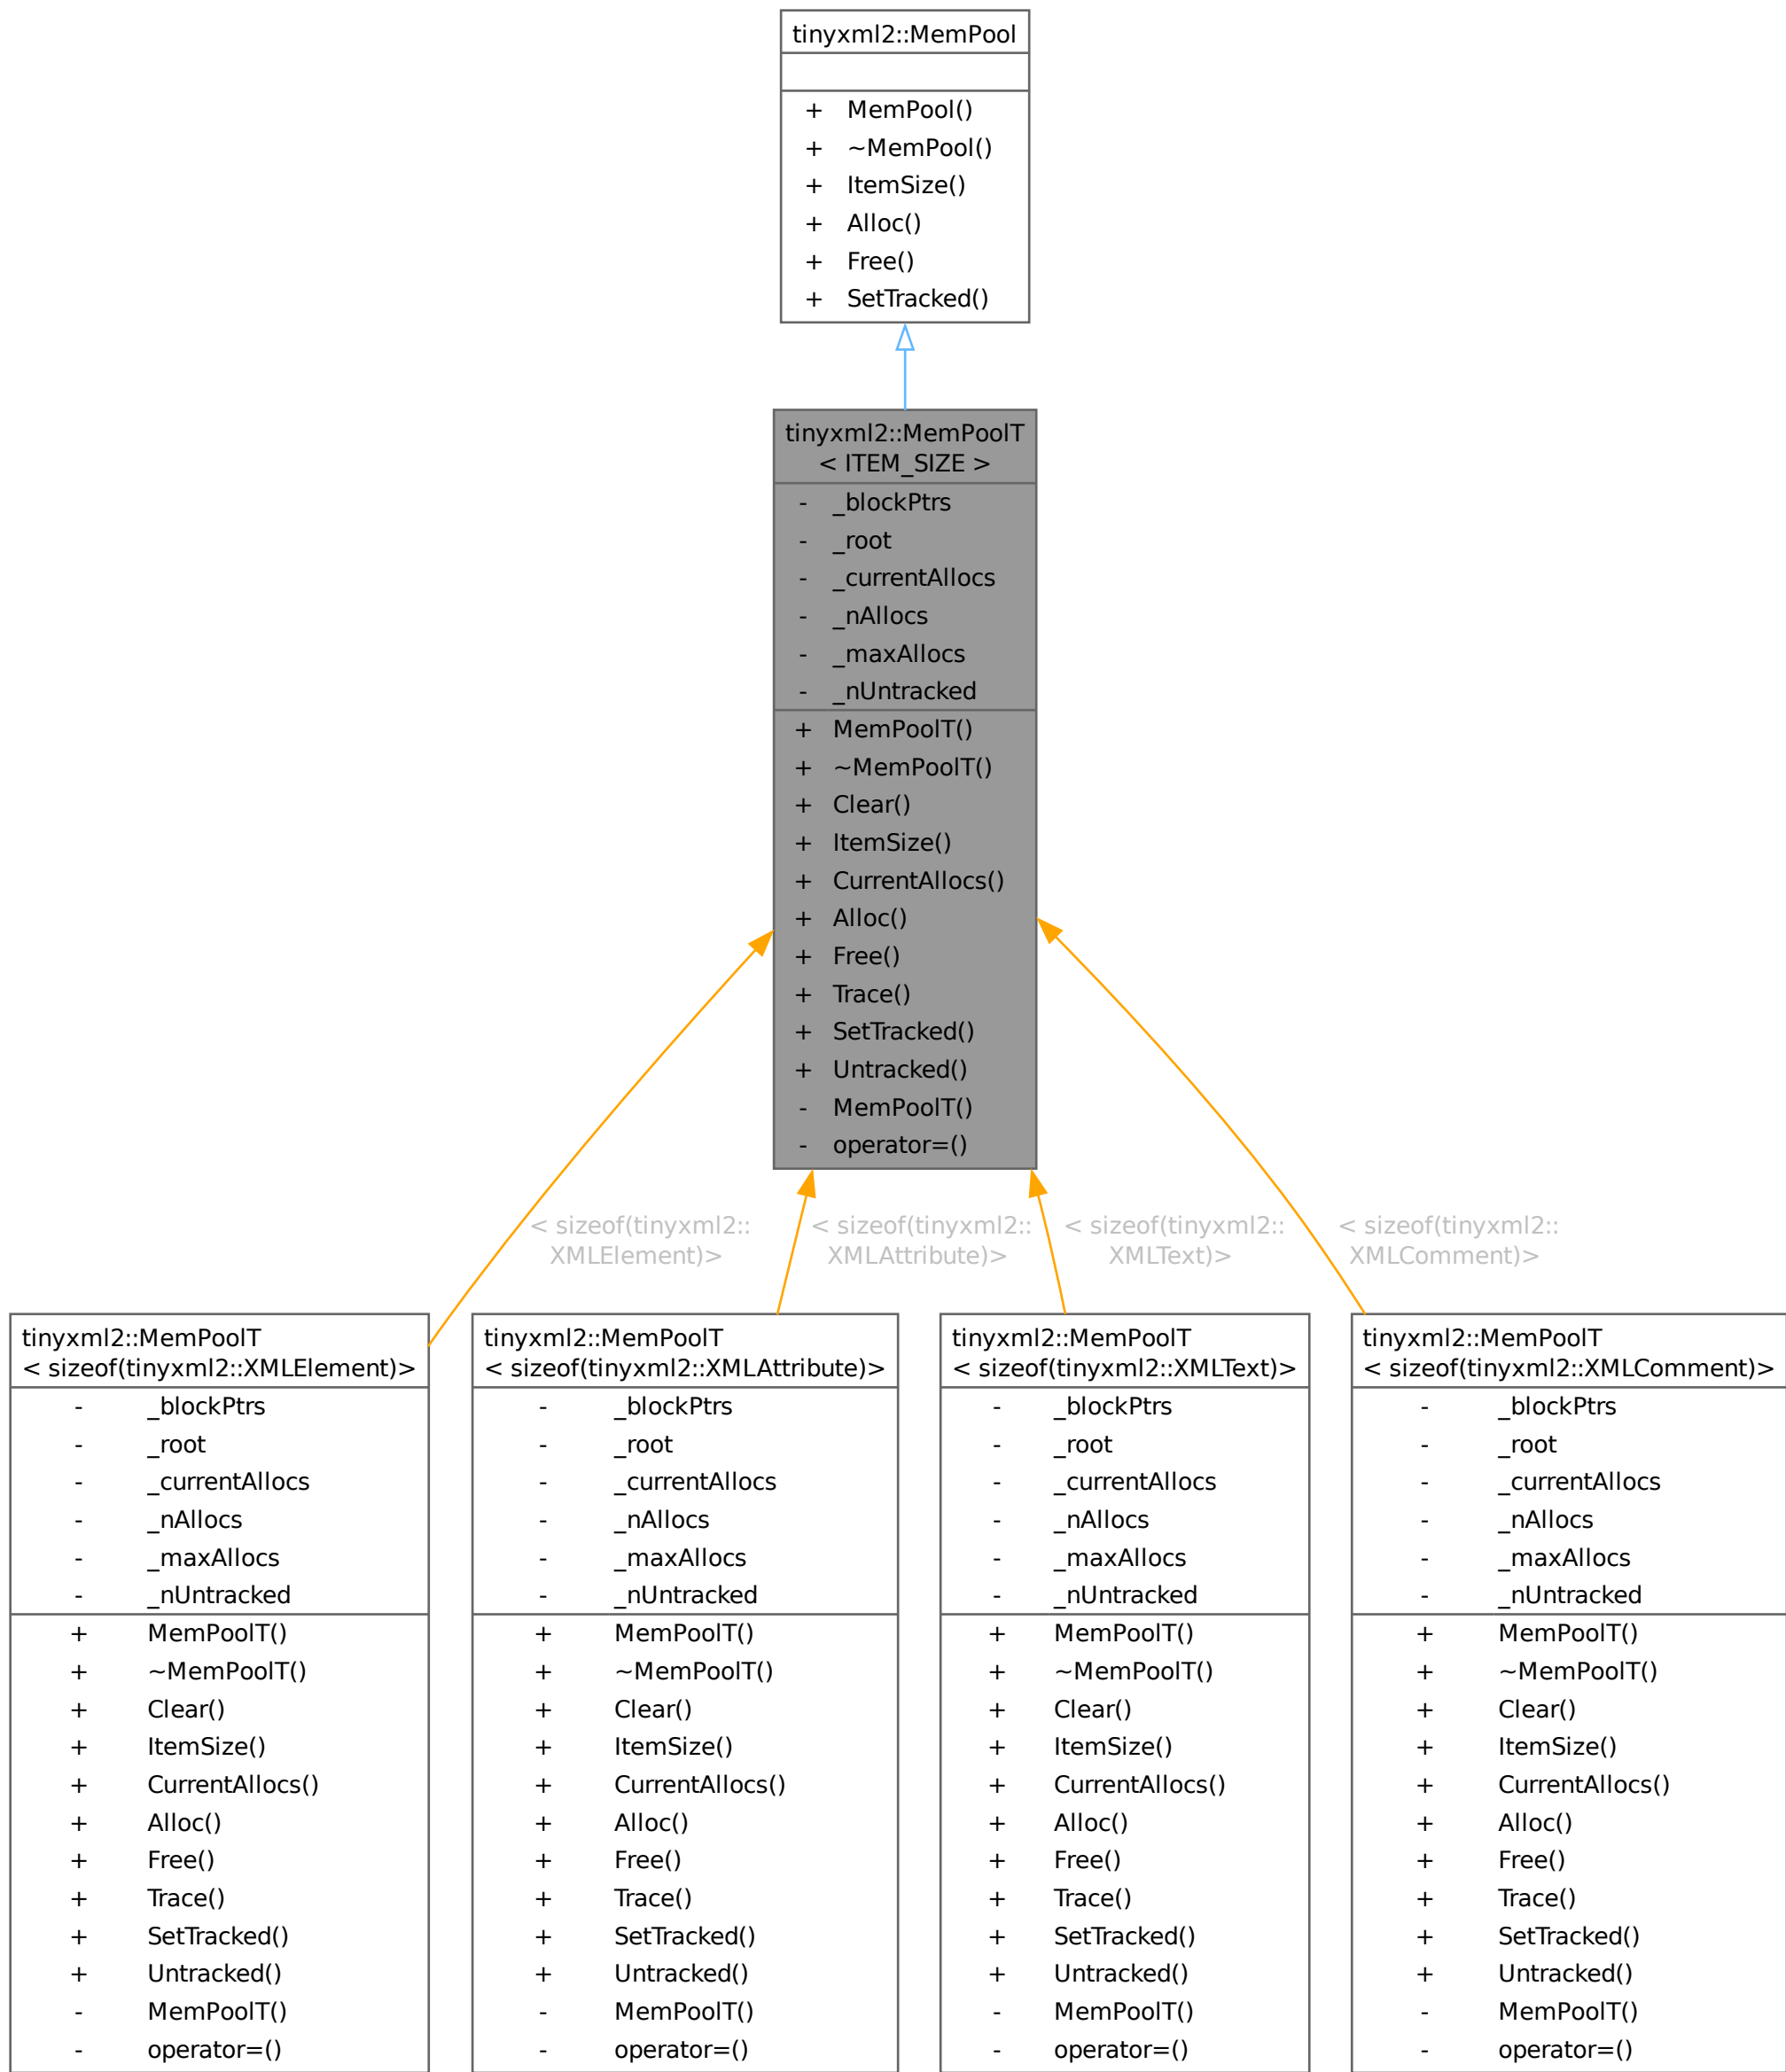 tinyxml2::MemPool
+ MemPool()
+ ~MemPool()
+ ItemSize()
+ Alloc()
+ Free()
+ SetTracked()
tinyxml2::MemPoolT
< ITEM_SIZE >
- _blockPtrs
- _root
- _currentAllocs
- _nAllocs
- _maxAllocs
- _nUntracked
+ MemPoolT()
+ ~MemPoolT()
+ Clear()
+ ItemSize()
+ CurrentAllocs()
+ Alloc()
+ Free()
+ Trace()
+ SetTracked()
+ Untracked()
- MemPoolT()
- operator=()
< sizeof(tinyxml2::
XMLElement)>
< sizeof(tinyxml2::
XMLAttribute)>
< sizeof(tinyxml2::
XMLText)>
< sizeof(tinyxml2::
XMLComment)>
tinyxml2::MemPoolT
< sizeof(tinyxml2::XMLElement)>
- _blockPtrs
- _root
- _currentAllocs
- _nAllocs
- _maxAllocs
- _nUntracked
+ MemPoolT()
+ ~MemPoolT()
+ Clear()
+ ItemSize()
+ CurrentAllocs()
+ Alloc()
+ Free()
+ Trace()
+ SetTracked()
+ Untracked()
- MemPoolT()
- operator=()
tinyxml2::MemPoolT
< sizeof(tinyxml2::XMLAttribute)>
- _blockPtrs
- _root
- _currentAllocs
- _nAllocs
- _maxAllocs
- _nUntracked
+ MemPoolT()
+ ~MemPoolT()
+ Clear()
+ ItemSize()
+ CurrentAllocs()
+ Alloc()
+ Free()
+ Trace()
+ SetTracked()
+ Untracked()
- MemPoolT()
- operator=()
tinyxml2::MemPoolT
< sizeof(tinyxml2::XMLText)>
- _blockPtrs
- _root
- _currentAllocs
- _nAllocs
- _maxAllocs
- _nUntracked
+ MemPoolT()
+ ~MemPoolT()
+ Clear()
+ ItemSize()
+ CurrentAllocs()
+ Alloc()
+ Free()
+ Trace()
+ SetTracked()
+ Untracked()
- MemPoolT()
- operator=()
tinyxml2::MemPoolT
< sizeof(tinyxml2::XMLComment)>
- _blockPtrs
- _root
- _currentAllocs
- _nAllocs
- _maxAllocs
- _nUntracked
+ MemPoolT()
+ ~MemPoolT()
+ Clear()
+ ItemSize()
+ CurrentAllocs()
+ Alloc()
+ Free()
+ Trace()
+ SetTracked()
+ Untracked()
- MemPoolT()
- operator=()